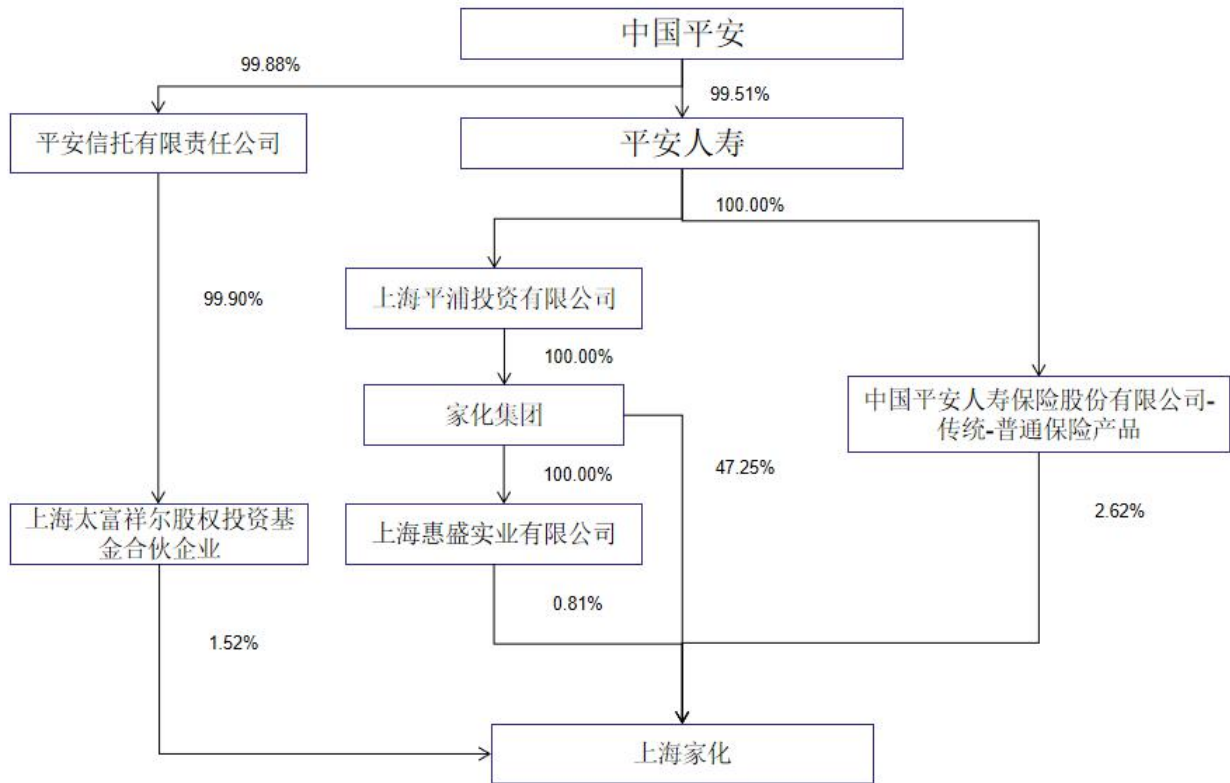 中国平安
99.88%
99.51%
平安信托有限责任公司
平安人寿
100.00%
上海平浦投资有限公司
99.90%
100.00%
家化集团
中国平安人寿保险股份有限公司-
传统-普通保险产品
100.00%
47.25%
2.62%
上海太富祥尔股权投资基
金合伙企业
上海惠盛实业有限公司
0.81%
1.52%
上海家化